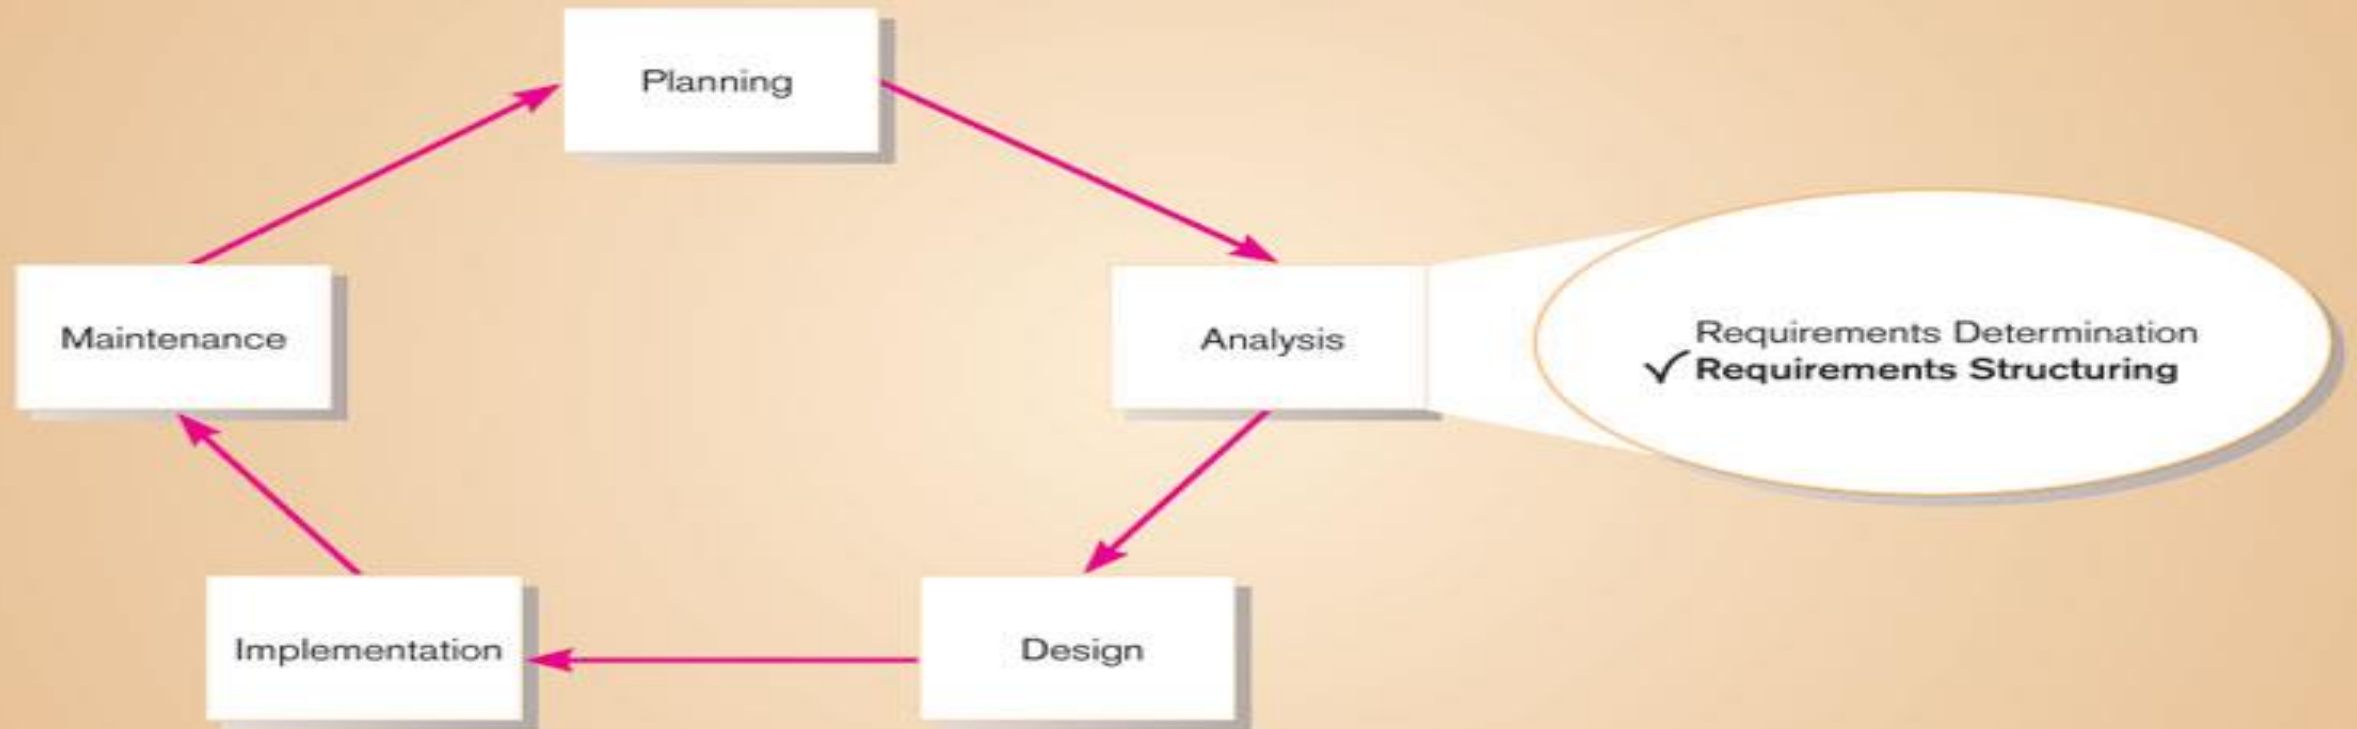 Planning
Maintenance
Analysis
Requirements Determination
✓ Requirements Structuring
Implementation
Design